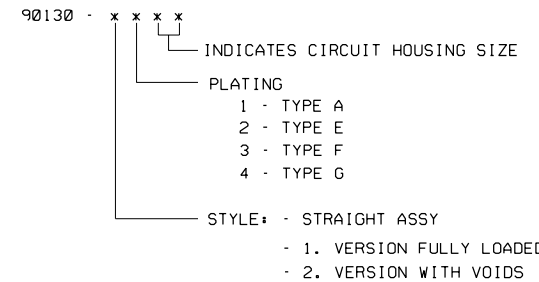 90130 - * * * *
INDICATES CIRCUIT HOUSING SIZE
PLATING
1 - TYPE A
2 - TYPE E
3 - TYPE F
4 - TYPE G
STYLE: - STRAIGHT ASSY
- 1. VERSION FULLY LOADED
- 2. VERSION WITH VOIDS